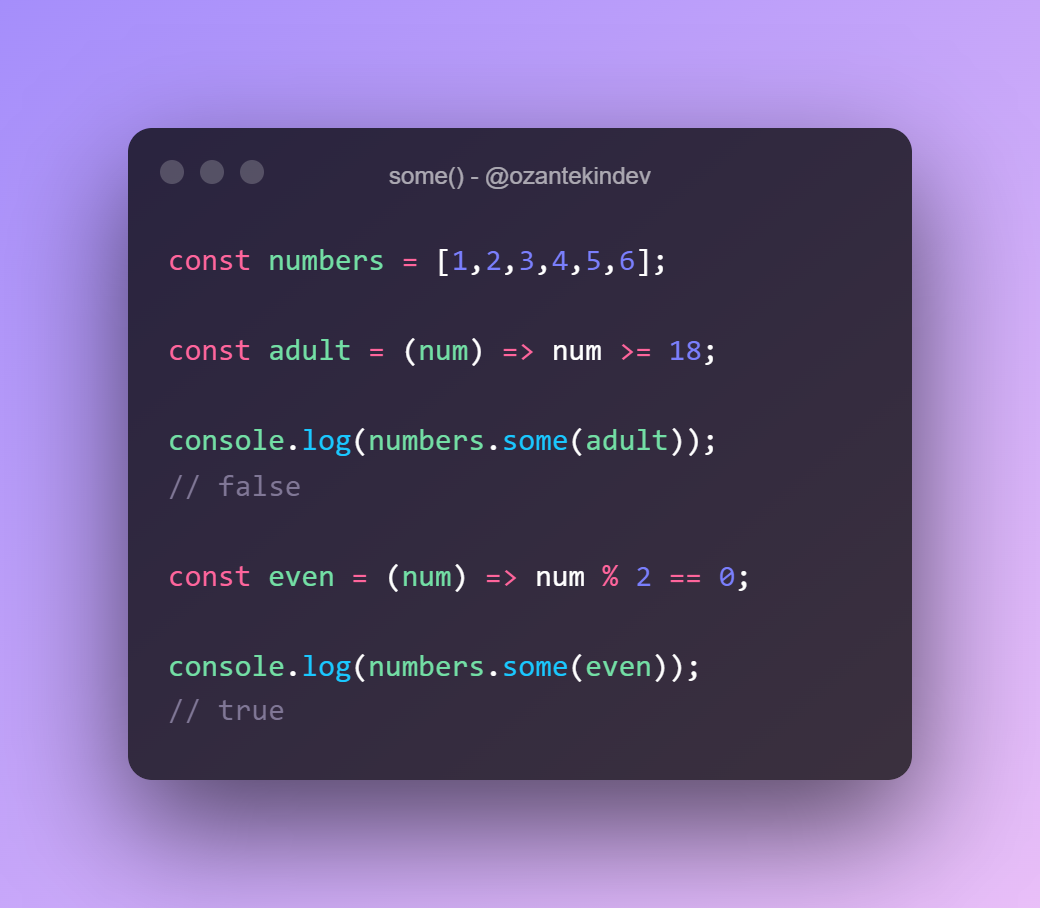 some() - @ozantekindev
const numbers = [1,2,3,4,5,6];
const adult = (num) => num >= 18;
console.log(numbers.some(adult));
// false
const even = (num) => num % 2 == 0;
console.log(numbers.some(even));
// true